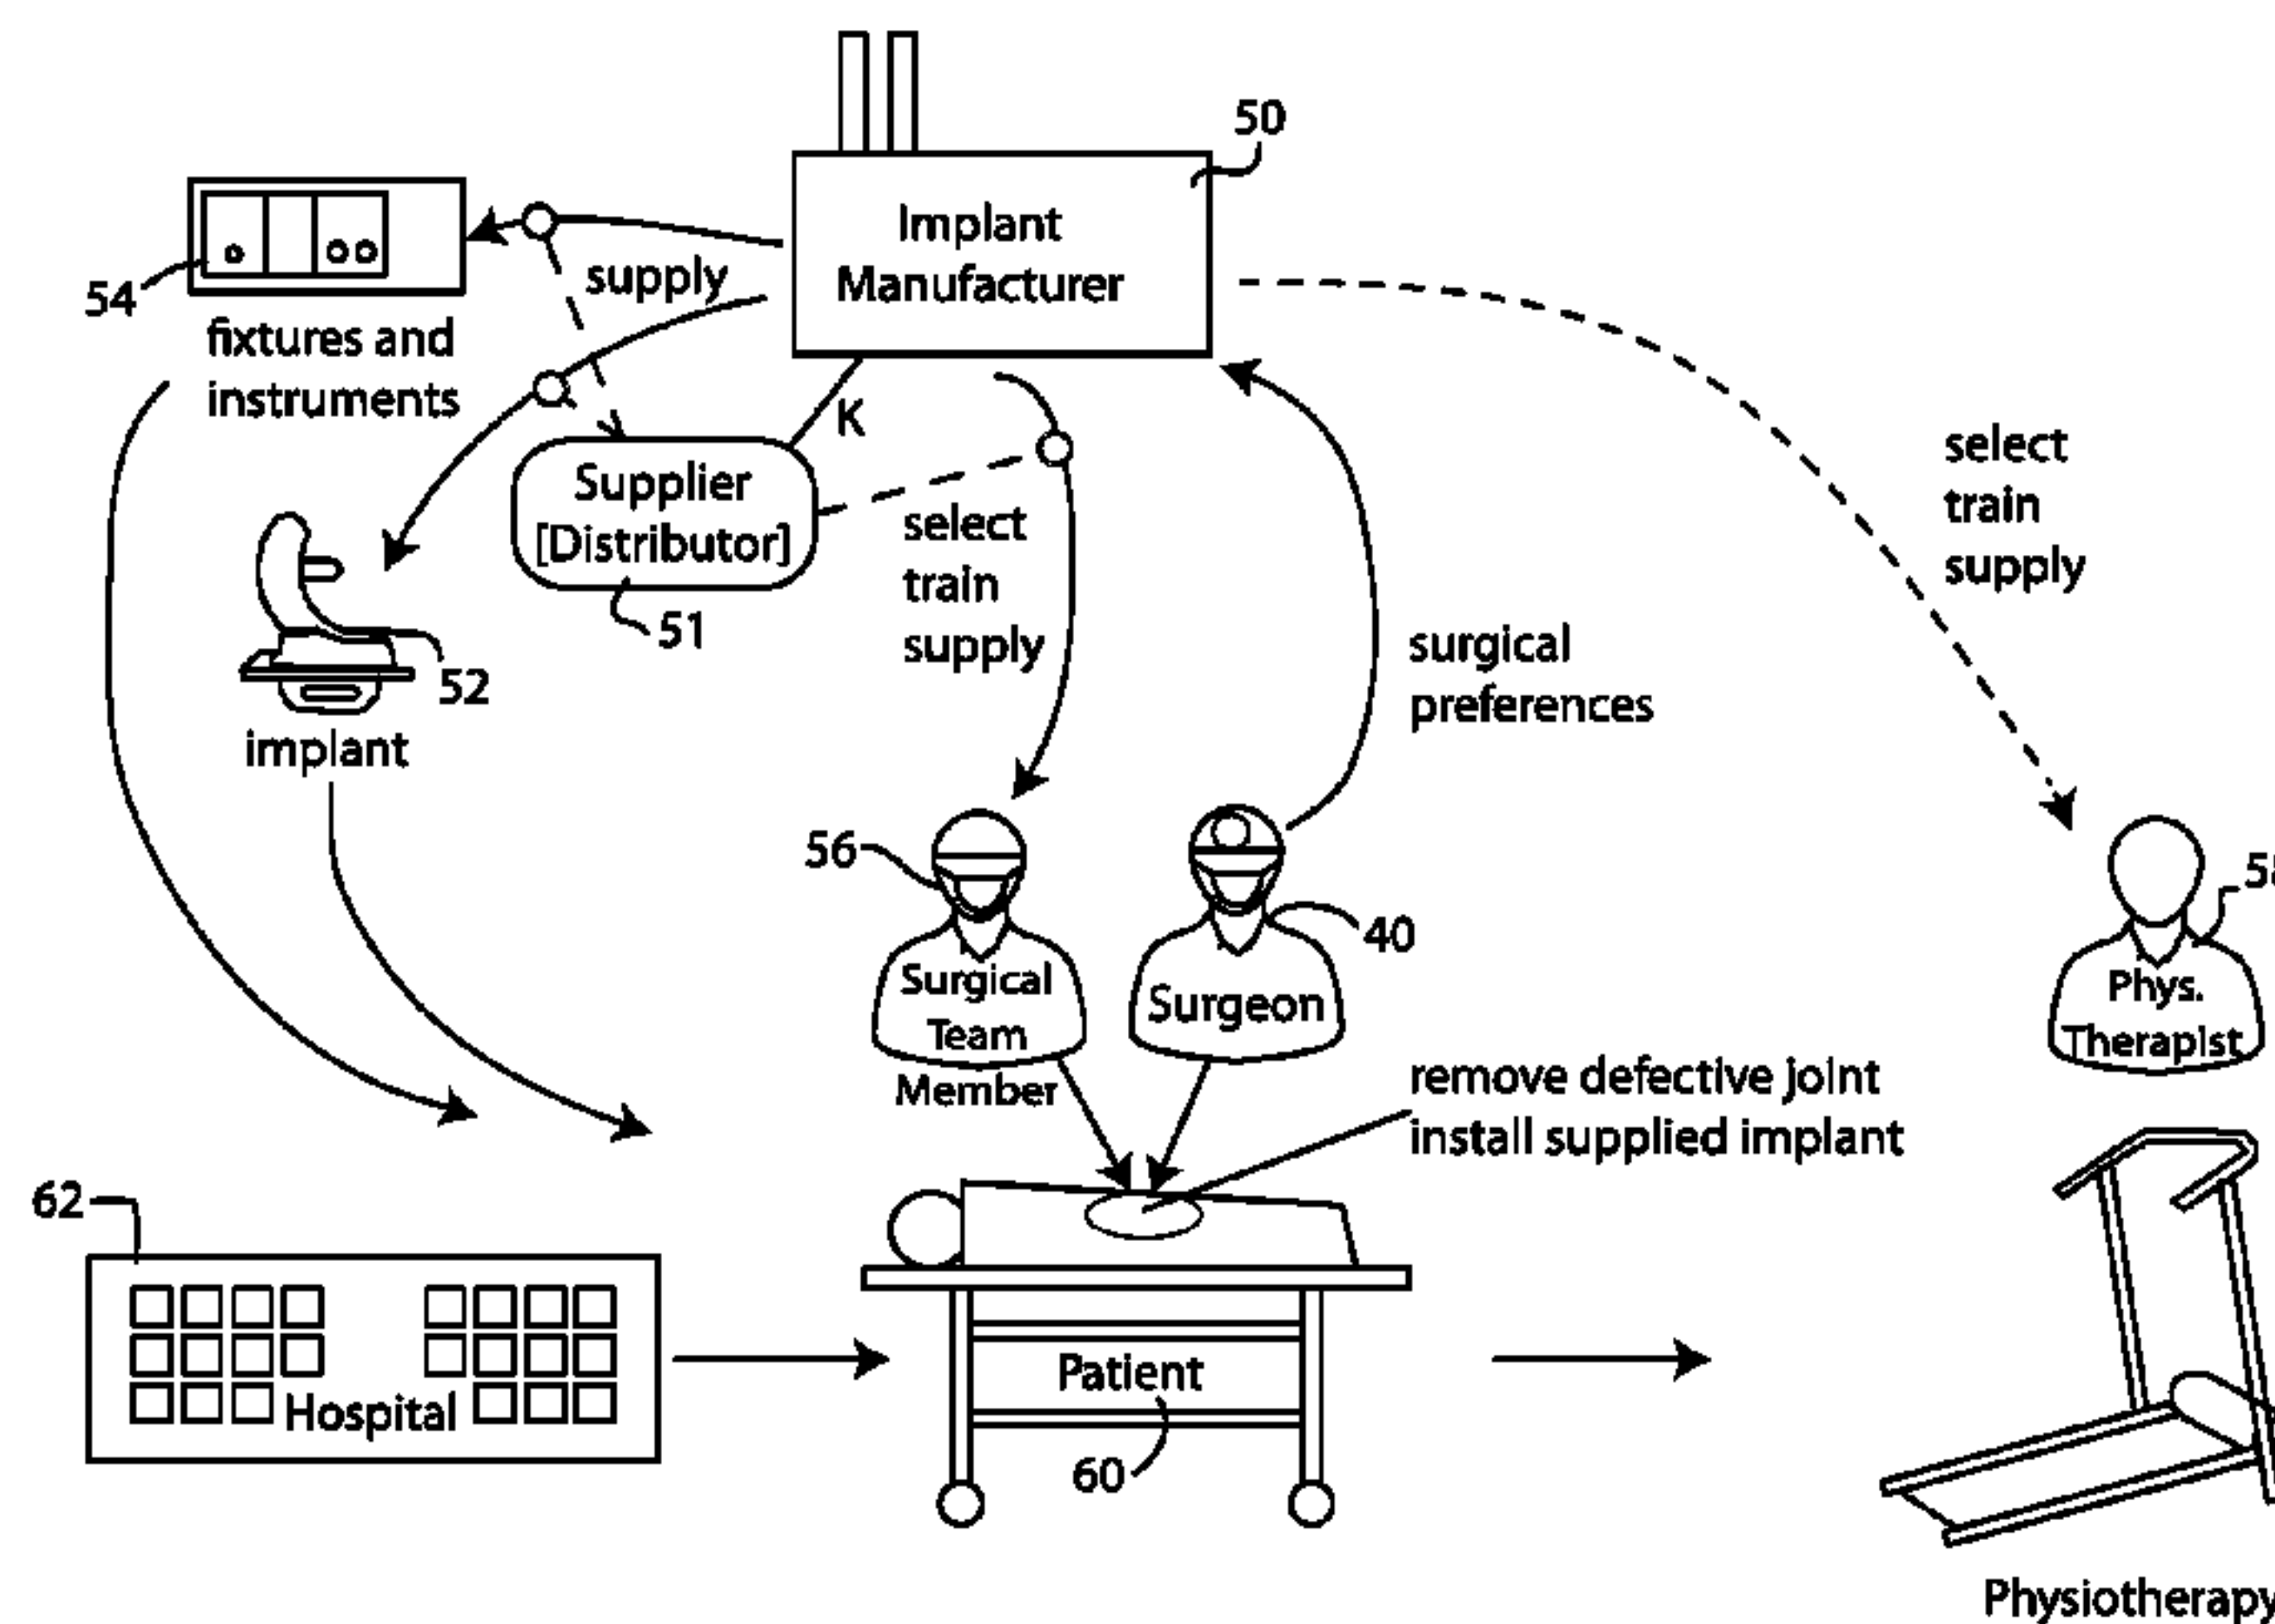 50
Implant
Manufacturer
54
supply
fixtures and
instruments
K
Supplier
[Distributor]
51
select
train
supply
select
train
supply
52
implant
surgical
preferences
56
40
Surgical
Team
Member
Surgeon
Phys.
Therapist
remove defective joint
install supplied implant
62
Hospital
Patient
60
Physiotherapy